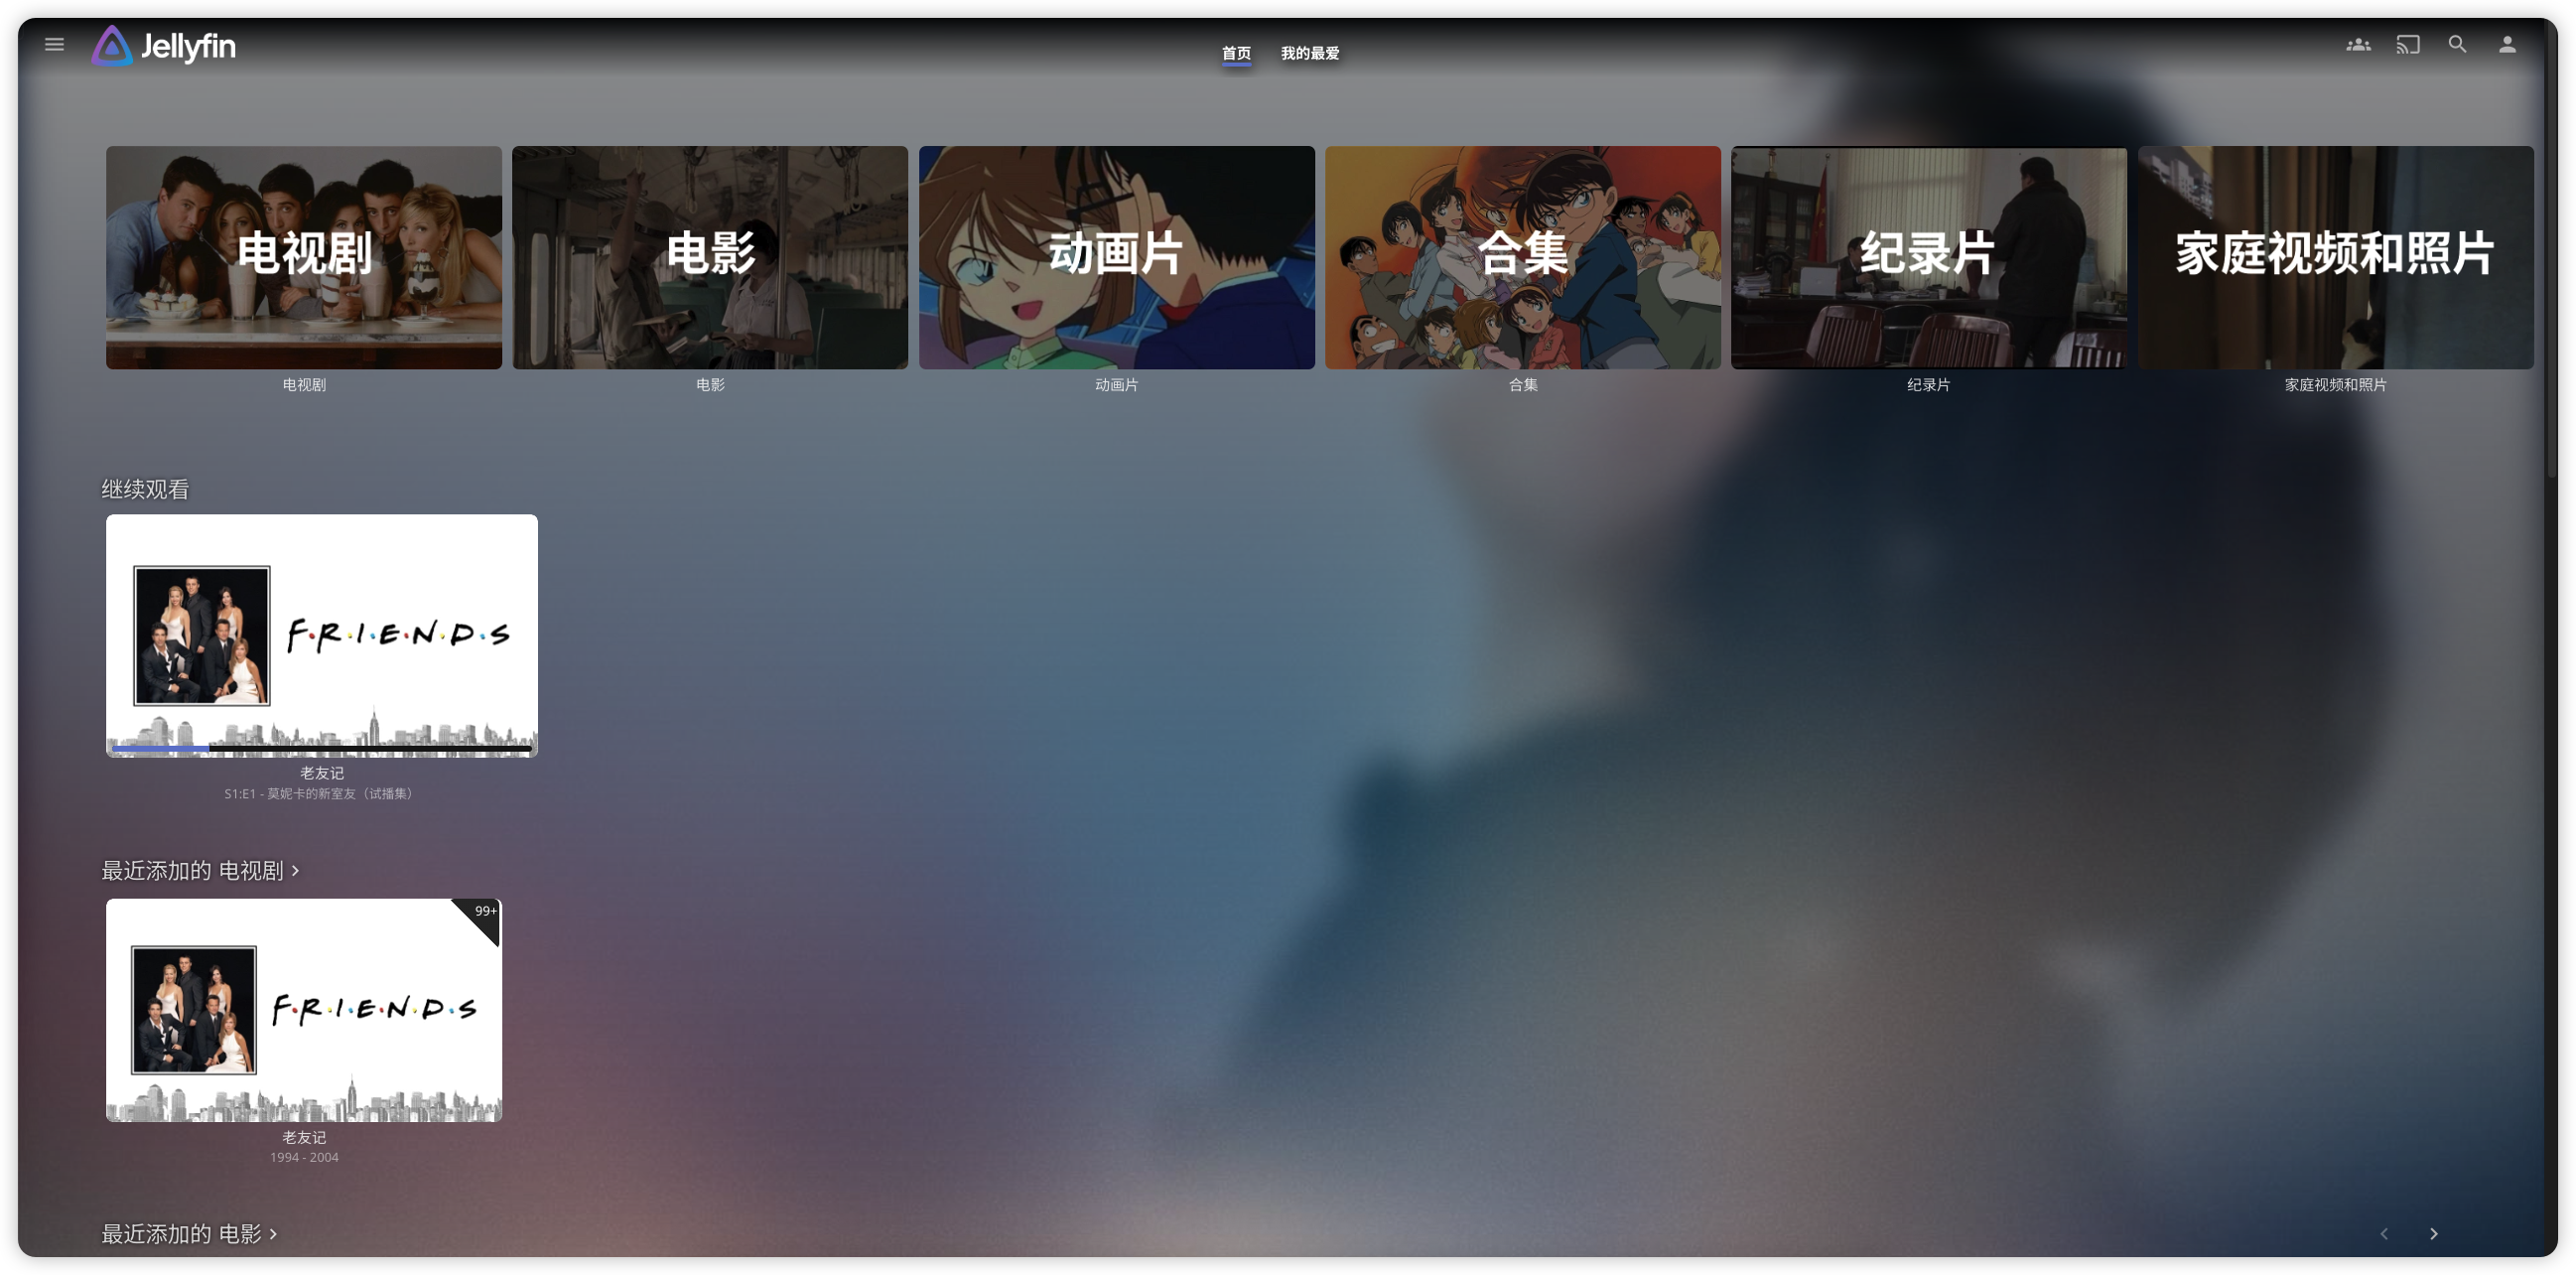 Jellyfin
首页 我的最爱
电视剧 电影 动画片 合集 纪录片 家庭视频和照片
电视剧 电影 动画片 合集 纪录片 家庭视频和照片
继续观看
F·R·I·E·N·D·S
老友记
S1:E1 - 莫妮卡的新室友（试播集）
最近添加的 电视剧
99+
F·R·I·E·N·D·S
老友记
1994 - 2004
最近添加的 电影